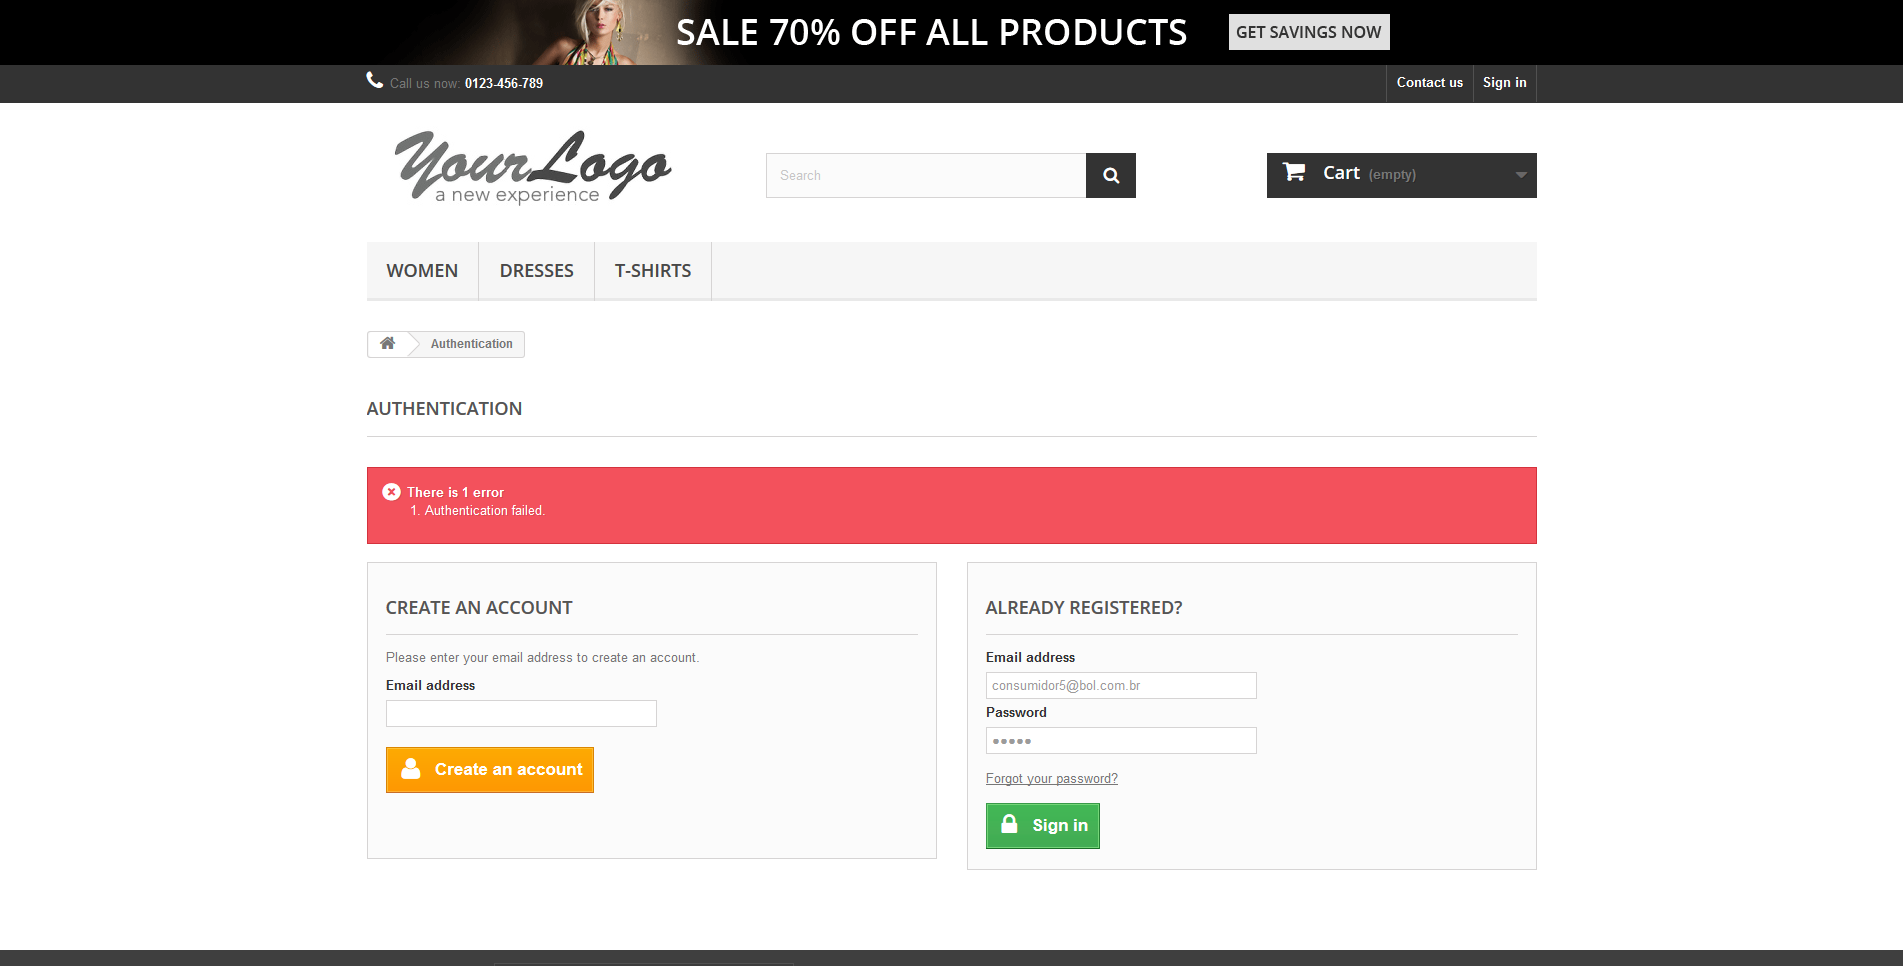 SALE 70% OFF ALL PRODUCTS GET SAVINGS NOW
Call us now: 0123-456-789 Contact us Sign in
YourLogo
a new experience
Search
Cart (empty)
WOMEN DRESSES T-SHIRTS
Authentication
AUTHENTICATION
There is 1 error
1. Authentication failed.
CREATE AN ACCOUNT
Please enter your email address to create an account.
Email address
Create an account
ALREADY REGISTERED?
Email address
consumidor5@bol.com.br
Password
•••••
Forgot your password?
Sign in